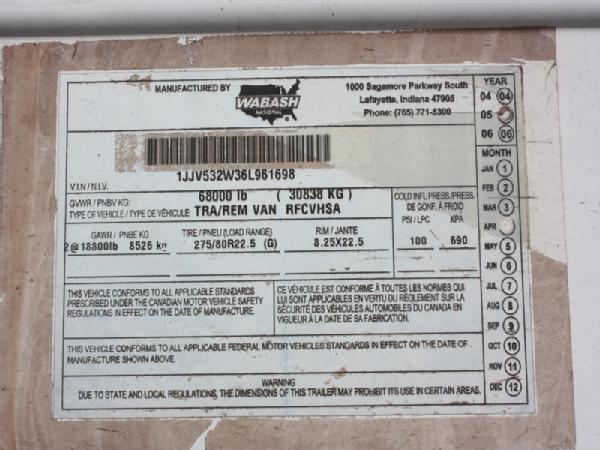 MANUFACTURED BY
WABASH
NATIONAL
1000 Sagamore Parkway South
Lafayette, Indiana 47905
Phone: (765) 771-5300
YEAR
04 04
05
06 06
MONTH
JAN 1
FEB 2
MAR 3
APR
MAY 5
JUN 6
JUL 7
AUG 8
SEP 9
OCT 10
NOV 11
DEC 12
1JJV532W36L961698
V.I.N./N.I.V.
GVWR / PNBV KG: 68000 lb ( 30838 KG )
TYPE OF VEHICLE / TYPE DE VÉHICULE: TRA/REM VAN RFCVHSA
COLD INFL PRESS./PRESS.
DE GONF. À FROID
PSI / LPC KPA
100 690
GAWR / PNBE KG TIRE / PNEU (LOAD RANGE) RIM / JANTE
2@18800lb 8526 kg 275/80R22.5 (G) 8.25X22.5
THIS VEHICLE CONFORMS TO ALL APPLICABLE STANDARDS
PRESCRIBED UNDER THE CANADIAN MOTOR VEHICLE SAFETY
REGULATIONS IN EFFECT ON THE DATE OF MANUFACTURE.
CE VÉHICULE EST CONFORME À TOUTES LES NORMES QUI
LUI SONT APPLICABLES EN VERTU DU RÉGLEMENT SUR LA
SÉCURITÉ DES VÉHICULES AUTOMOBILES DU CANADA EN
VIGUEUR À LA DATE DE SA FABRICATION.
THIS VEHICLE CONFORMS TO ALL APPLICABLE FEDERAL MOTOR VEHICLE STANDARDS IN EFFECT ON THE DATE OF
MANUFACTURE SHOWN ABOVE.
WARNING
DUE TO STATE AND LOCAL REGULATIONS, THE DIMENSIONS OF THIS TRAILER MAY PROHIBIT ITS USE IN CERTAIN AREAS.